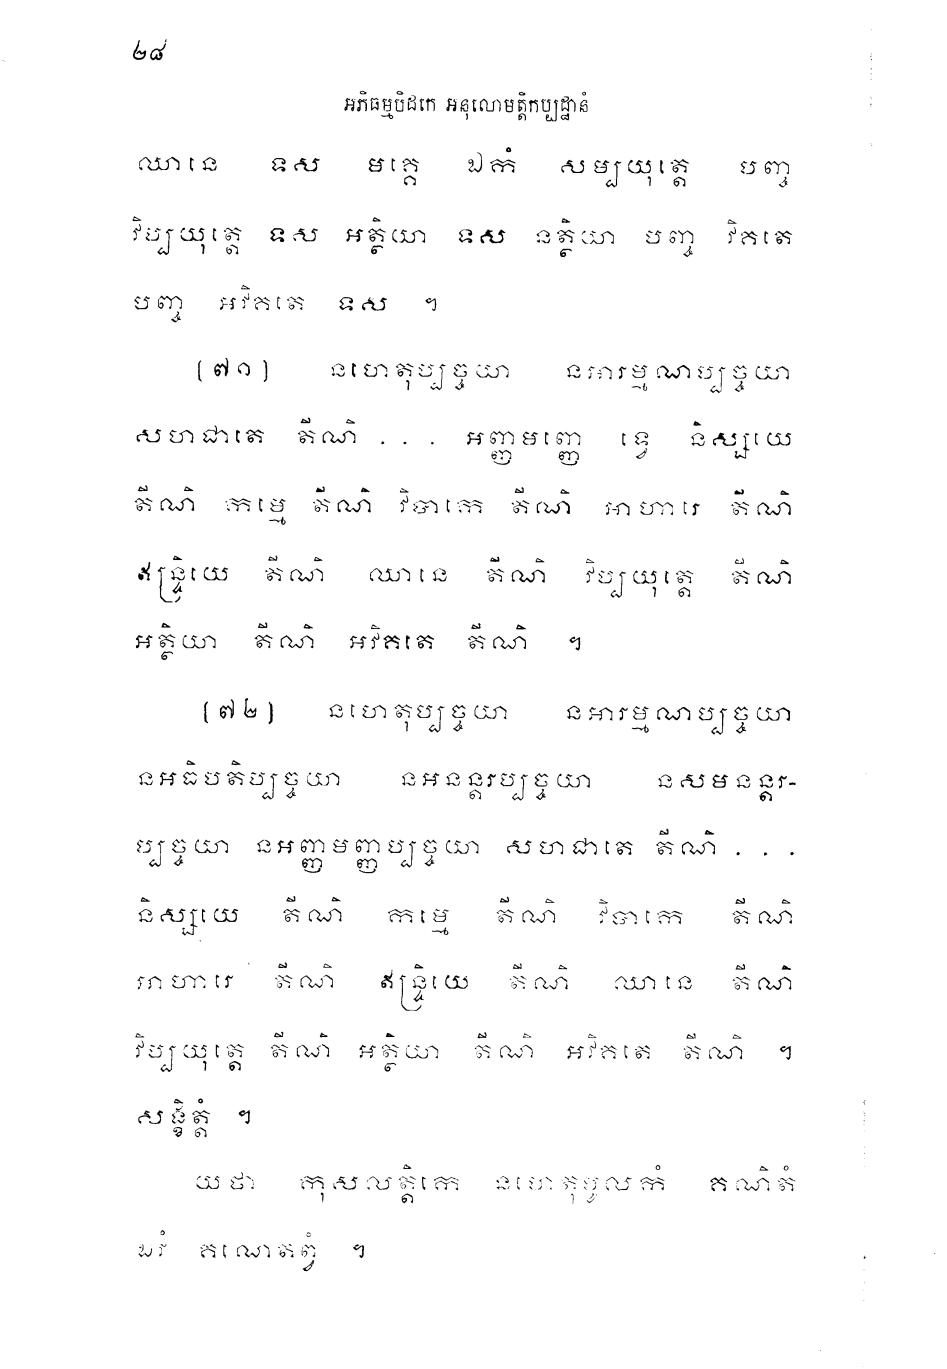 ២៨
អភិធម្មបិដកេ អនុលោមត្តិកប្បដ្ឋានំ
ឈានេ ទស មគ្គេ ឯកំ សម្បយុត្តេ បញ្ច
វិប្បយុត្តេ ទស អត្ថិយា ទស នត្ថិយា បញ្ច វិគតេ
បញ្ច អវិគតេ ទស ។
(៧១) នហេតុប្បច្ចយា នអារម្មណប្បច្ចយា
សហជាតេ តីណិ . . . អញ្ញមញ្ញេ ទ្វេ និស្សយេ
តីណិ កម្មេ តីណិ វិបាកេ តីណិ អាហារេ តីណិ
ឥន្ទ្រិយេ តីណិ ឈានេ តីណិ វិប្បយុត្តេ តីណិ
អត្ថិយា តីណិ អវិគតេ តីណិ ។
(៧២) នហេតុប្បច្ចយា នអារម្មណប្បច្ចយា
នអធិបតិប្បច្ចយា នអនន្តរប្បច្ចយា នសមនន្តរ-
ប្បច្ចយា នអញ្ញមញ្ញប្បច្ចយា សហជាតេ តីណិ . . .
និស្សយេ តីណិ កម្មេ តីណិ វិបាកេ តីណិ
អាហារេ តីណិ ឥន្ទ្រិយេ តីណិ ឈានេ តីណិ
វិប្បយុត្តេ តីណិ អត្ថិយា តីណិ អវិគតេ តីណិ ។
សង្ខិត្តំ ។
យថា កុសលត្តិកេ នហេតុមូលកំ គណិតំ
ឯវំ គណេតព្វំ ។